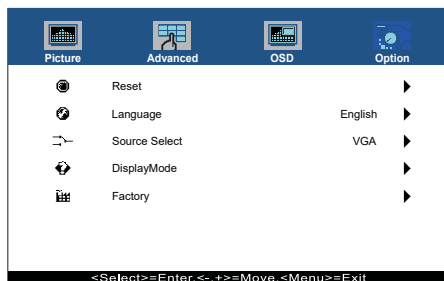 Picture Advanced OSD Option
Reset
Language English
Source Select VGA
DisplayMode
Factory
<Select>=Enter,<-,+>=Move,<Menu>=Exit